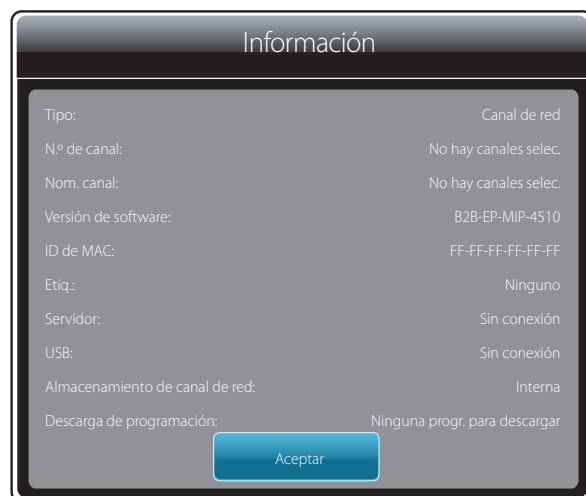 Información
Tipo: Canal de red
N.º de canal: No hay canales selec.
Nom. canal: No hay canales selec.
Versión de software: B2B-EP-MIP-4510
ID de MAC: FF-FF-FF-FF-FF-FF
Etiq.: Ninguno
Servidor: Sin conexión
USB: Sin conexión
Almacenamiento de canal de red: Interna
Descarga de programación: Ninguna progr. para descargar
Aceptar